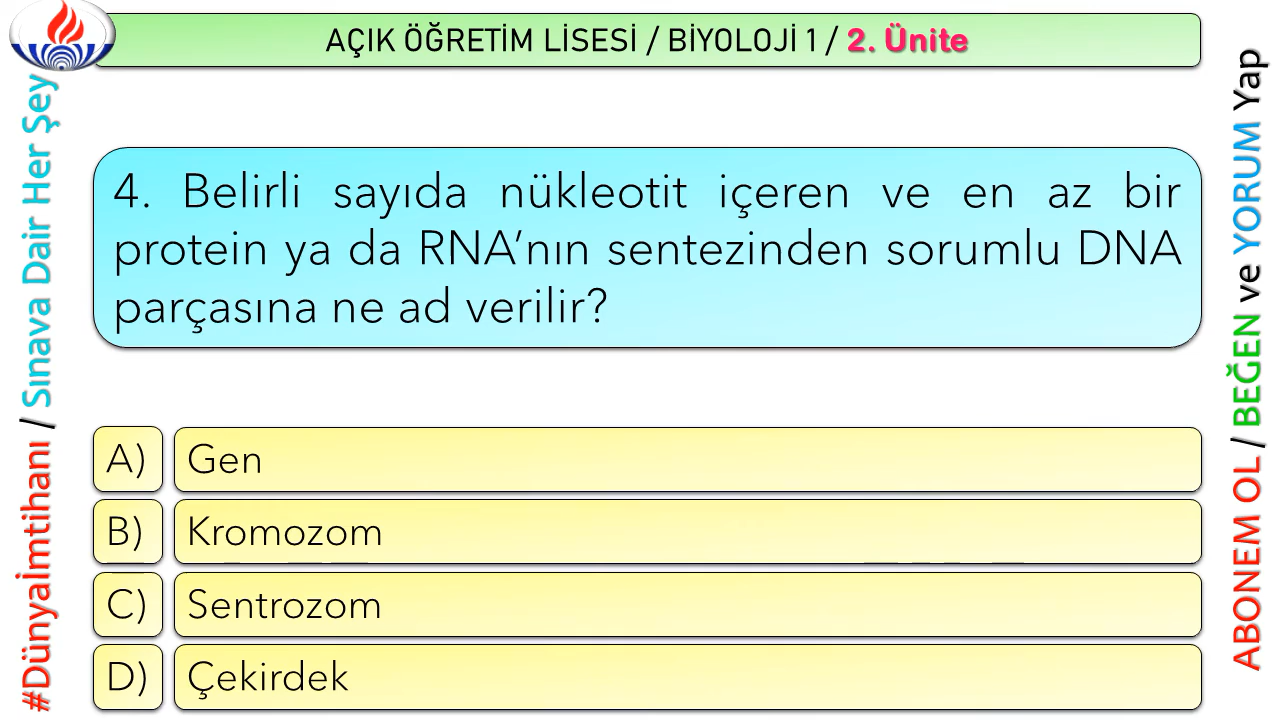 AÇIK ÖĞRETİM LİSESİ / BİYOLOJİ 1 / 2. Ünite
#Dünyaİmtihanı / Sınava Dair Her Şey
4. Belirli sayıda nükleotit içeren ve en az bir
protein ya da RNA’nın sentezinden sorumlu DNA
parçasına ne ad verilir?
A) Gen
B) Kromozom
C) Sentrozom
D) Çekirdek
ABONEM OL / BEĞEN ve YORUM Yap